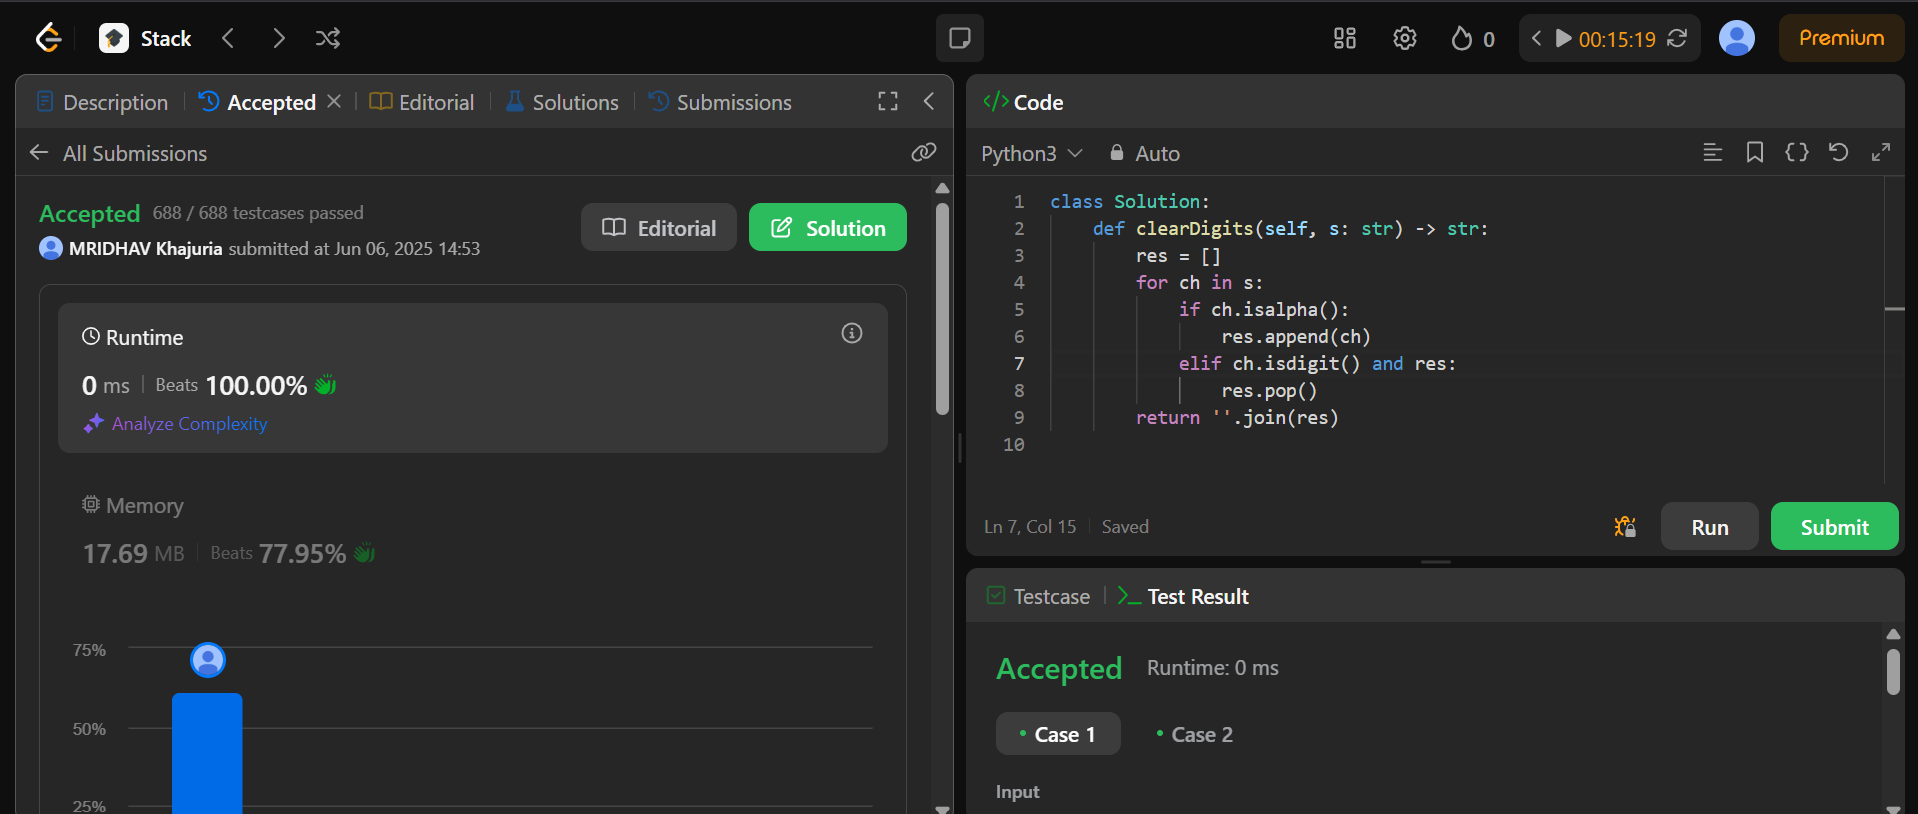 Stack
0
00:15:19
Premium
Description
Accepted
Editorial
Solutions
Submissions
All Submissions
Accepted 688 / 688 testcases passed
MRIDHAV Khajuria submitted at Jun 06, 2025 14:53
Editorial
Solution
Runtime
0 ms | Beats 100.00%
Analyze Complexity
Memory
17.69 MB | Beats 77.95%
75%
50%
25%
</> Code
Python3
Auto
1 class Solution:
2     def clearDigits(self, s: str) -> str:
3         res = []
4         for ch in s:
5             if ch.isalpha():
6                 res.append(ch)
7             elif ch.isdigit() and res:
8                 res.pop()
9         return ''.join(res)
10
Ln 7, Col 15 | Saved
Run
Submit
Testcase
Test Result
Accepted Runtime: 0 ms
Case 1
Case 2
Input